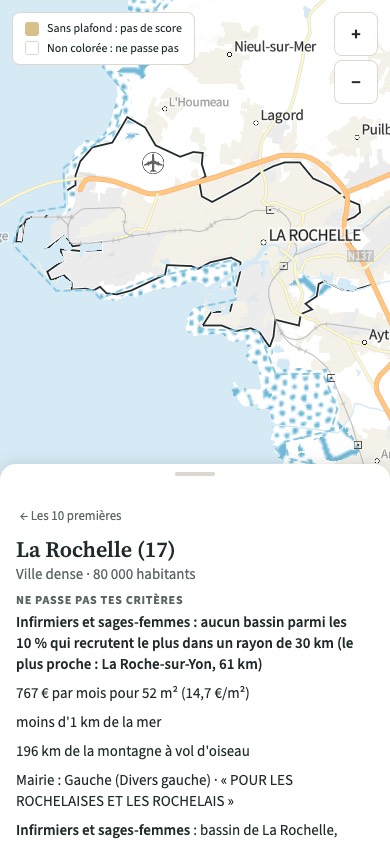 Sans plafond : pas de score
Non colorée : ne passe pas
+
−
Nieul-sur-Mer
L'Houmeau
Lagord
Puilb
LA ROCHELLE
ge
N137
Ayt
A
← Les 10 premières
La Rochelle (17)
Ville dense · 80 000 habitants
NE PASSE PAS TES CRITÈRES
Infirmiers et sages-femmes : aucun bassin parmi les
10 % qui recrutent le plus dans un rayon de 30 km (le
plus proche : La Roche-sur-Yon, 61 km)
767 € par mois pour 52 m² (14,7 €/m²)
moins d'1 km de la mer
196 km de la montagne à vol d'oiseau
Mairie : Gauche (Divers gauche) · « POUR LES
ROCHELAISES ET LES ROCHELAIS »
Infirmiers et sages-femmes : bassin de La Rochelle,